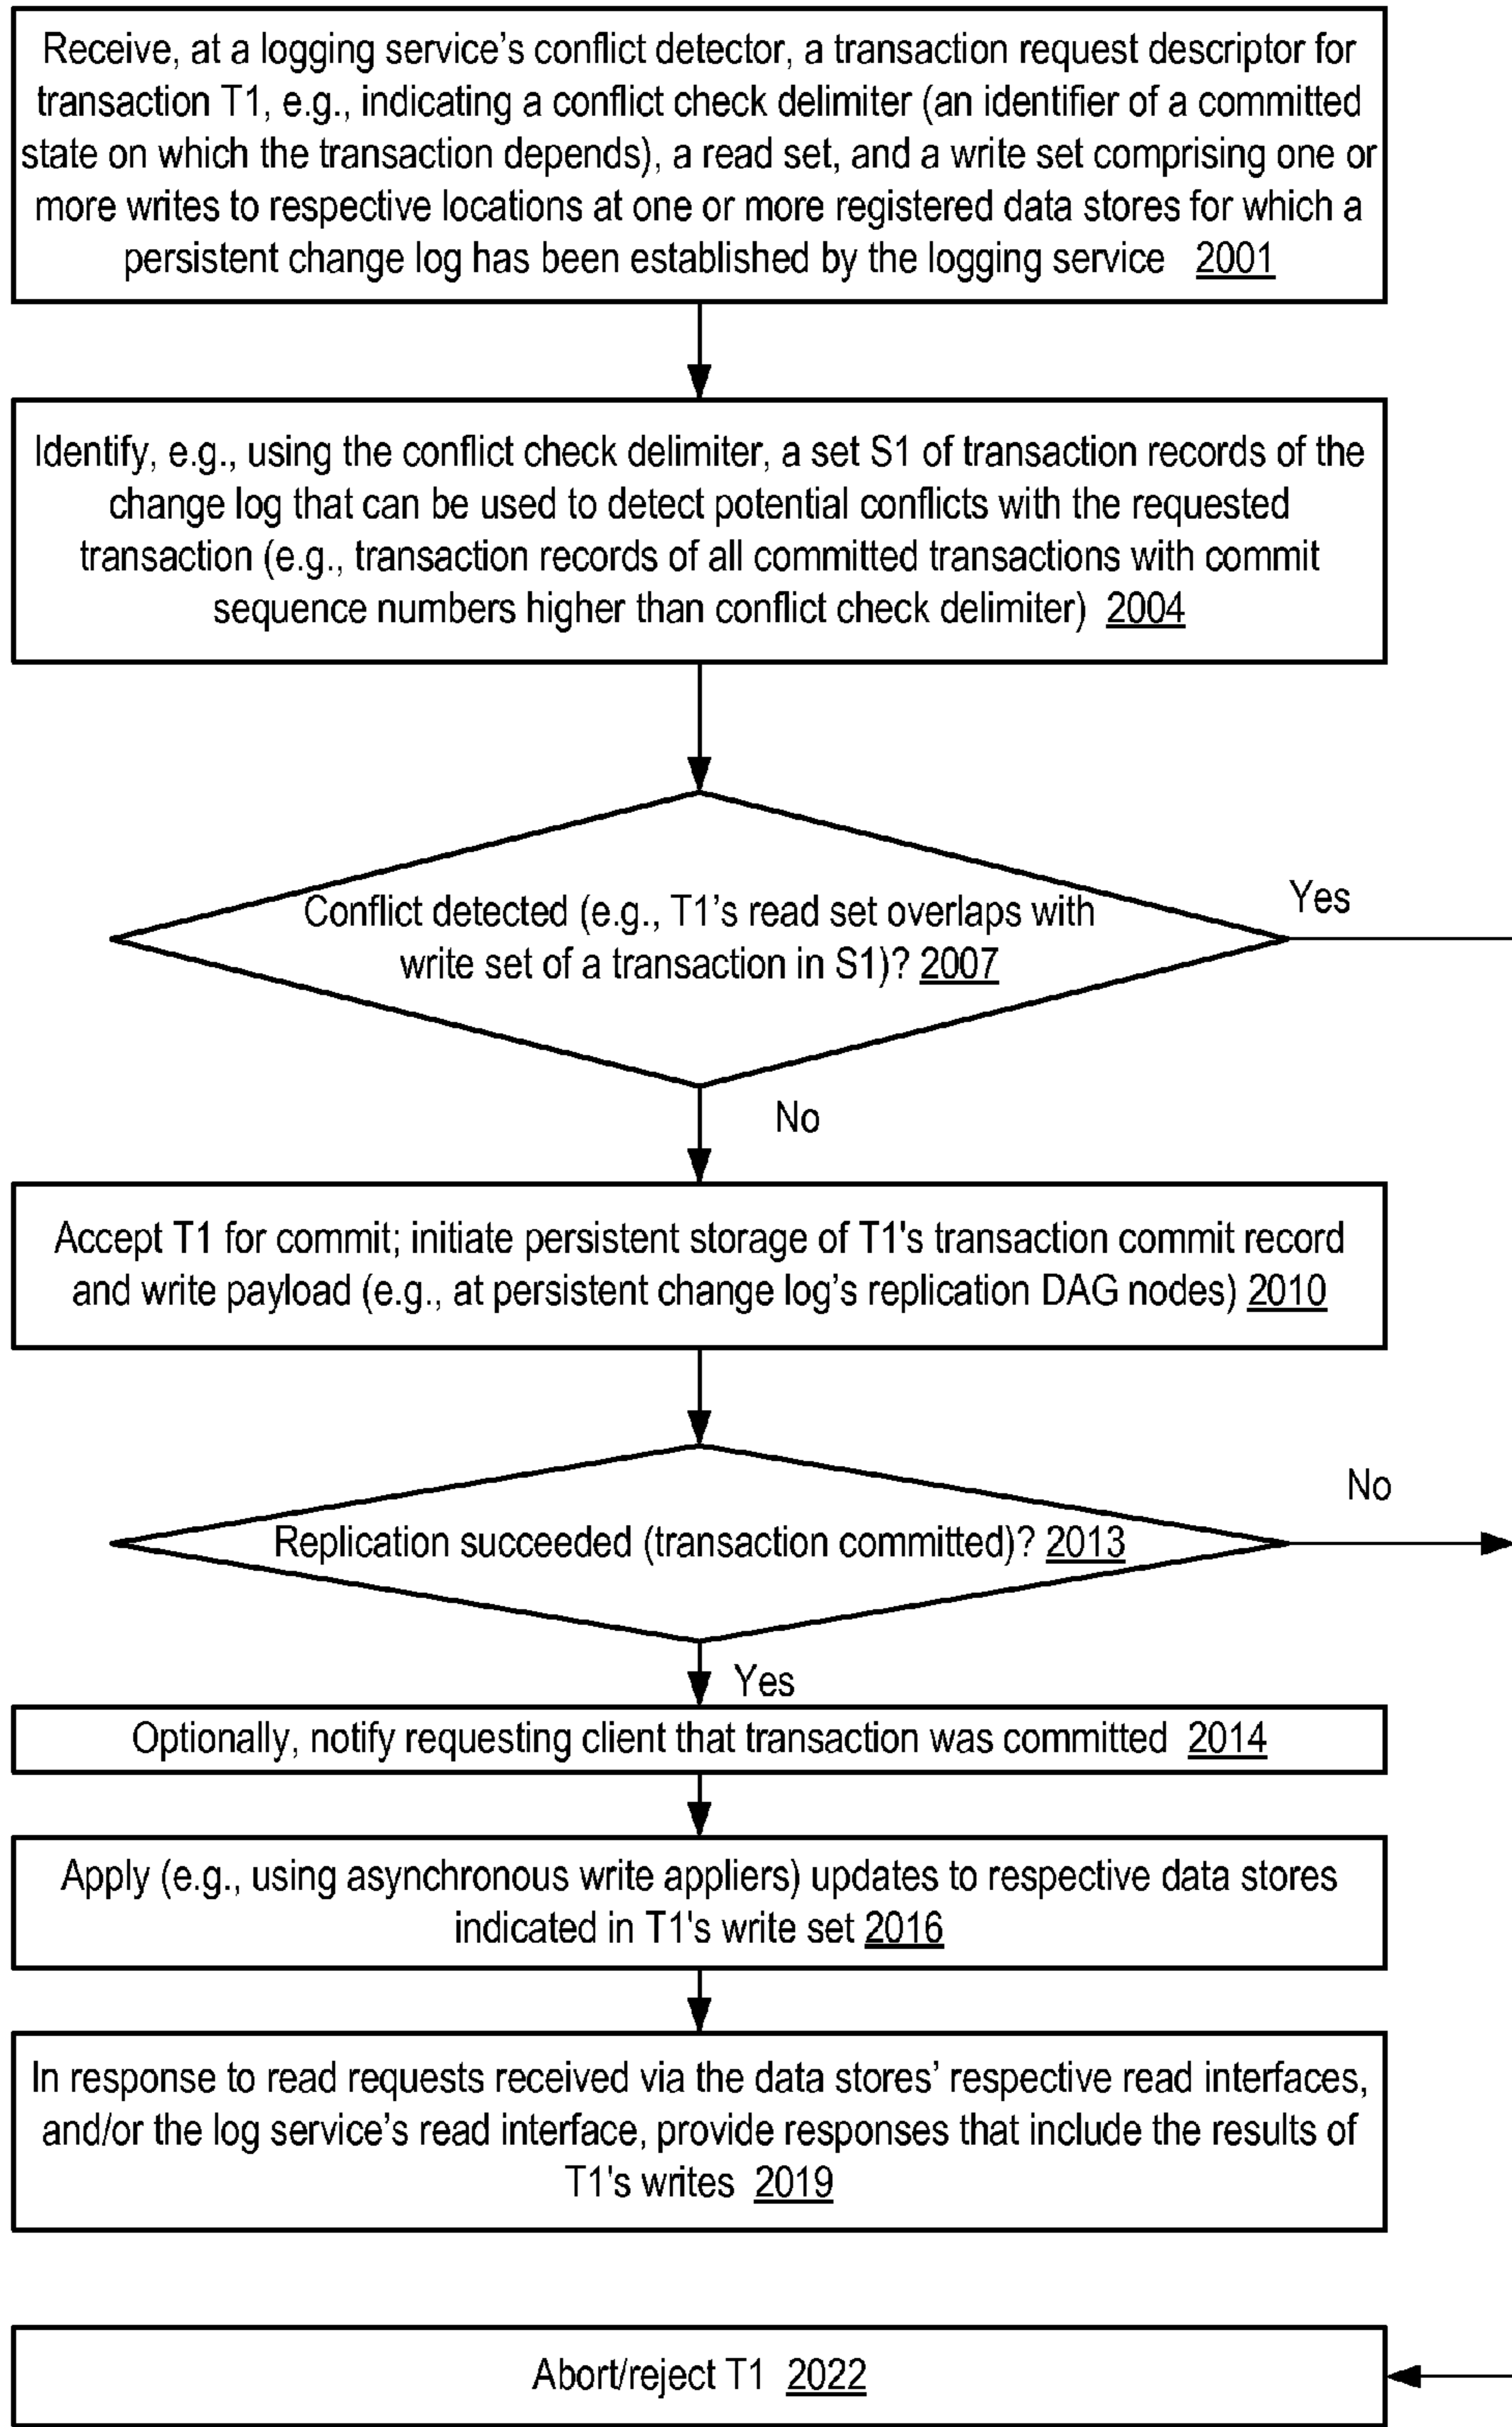 Receive, at a logging service’s conflict detector, a transaction request descriptor for
transaction T1, e.g., indicating a conflict check delimiter (an identifier of a committed
state on which the transaction depends), a read set, and a write set comprising one or
more writes to respective locations at one or more registered data stores for which a
persistent change log has been established by the logging service 2001
Identify, e.g., using the conflict check delimiter, a set S1 of transaction records of the
change log that can be used to detect potential conflicts with the requested
transaction (e.g., transaction records of all committed transactions with commit
sequence numbers higher than conflict check delimiter) 2004
Yes
Conflict detected (e.g., T1’s read set overlaps with
write set of a transaction in S1)? 2007
No
Accept T1 for commit; initiate persistent storage of T1's transaction commit record
and write payload (e.g., at persistent change log’s replication DAG nodes) 2010
No
Replication succeeded (transaction committed)? 2013
Yes
Optionally, notify requesting client that transaction was committed 2014
Apply (e.g., using asynchronous write appliers) updates to respective data stores
indicated in T1's write set 2016
In response to read requests received via the data stores’ respective read interfaces,
and/or the log service’s read interface, provide responses that include the results of
T1's writes 2019
Abort/reject T1 2022